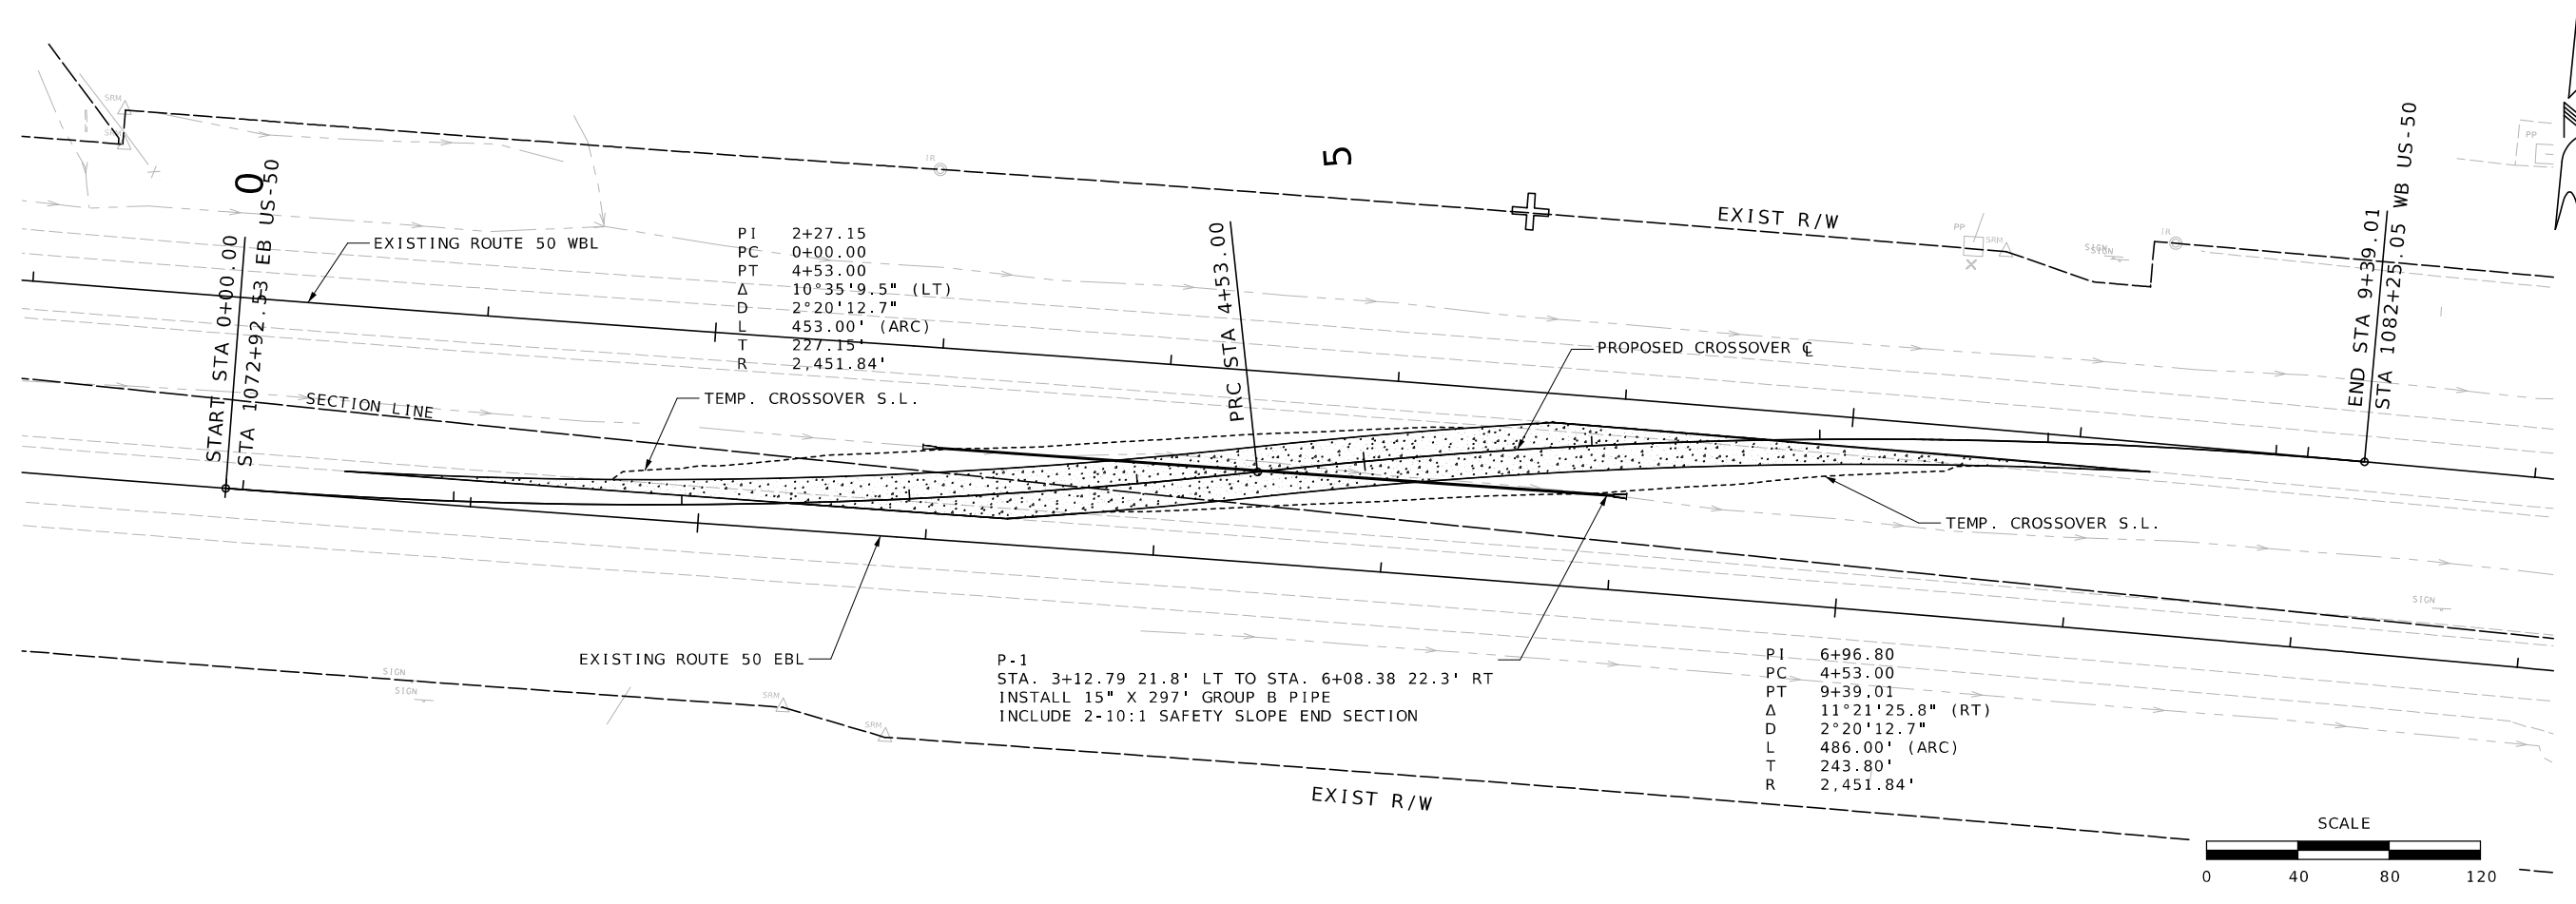 SRM
SRM
0
START STA 0+00.00
STA 1072+92.53 EB US-50
EXISTING ROUTE 50 WBL
SECTION LINE
PI 2+27.15
PC 0+00.00
PT 4+53.00
Δ 10°35'9.5" (LT)
D 2°20'12.7"
L 453.00' (ARC)
T 227.15'
R 2,451.84'
TEMP. CROSSOVER S.L.
IR
PRC STA 4+53.00
5
EXIST R/W
PROPOSED CROSSOVER ℄
PP
SRM
SIGN
SIGN
IR
END STA 9+39.01
STA 1082+25.05 WB US-50
PP
TEMP. CROSSOVER S.L.
SIGN
EXISTING ROUTE 50 EBL
SIGN
SIGN
SRM
SRM
P-1
STA. 3+12.79 21.8' LT TO STA. 6+08.38 22.3' RT
INSTALL 15" X 297' GROUP B PIPE
INCLUDE 2-10:1 SAFETY SLOPE END SECTION
PI 6+96.80
PC 4+53.00
PT 9+39.01
Δ 11°21'25.8" (RT)
D 2°20'12.7"
L 486.00' (ARC)
T 243.80'
R 2,451.84'
EXIST R/W
SCALE
0 40 80 120